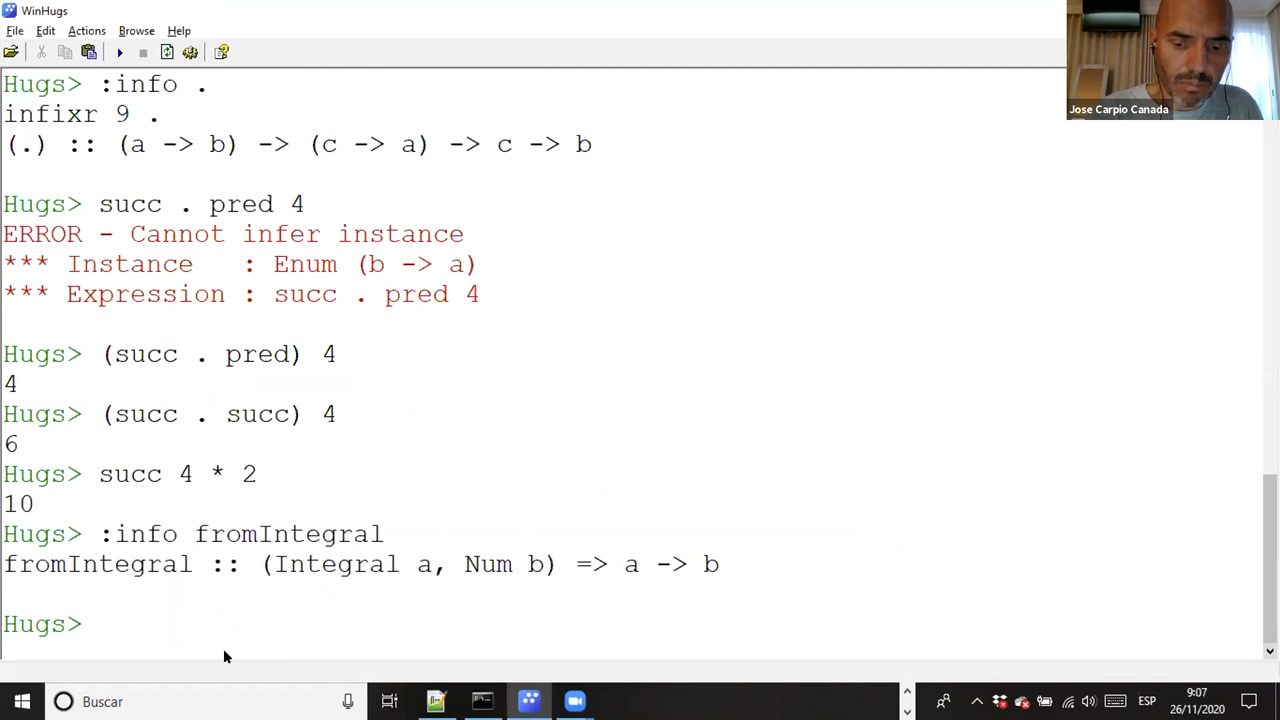 WinHugs
File Edit Actions Browse Help
Hugs> :info .
infixr 9 .
(.) :: (a -> b) -> (c -> a) -> c -> b
Hugs> succ . pred 4
ERROR - Cannot infer instance
*** Instance   : Enum (b -> a)
*** Expression : succ . pred 4
Hugs> (succ . pred) 4
4
Hugs> (succ . succ) 4
6
Hugs> succ 4 * 2
10
Hugs> :info fromIntegral
fromIntegral :: (Integral a, Num b) => a -> b
Hugs>
Jose Carpio Canada
Buscar
ESP
9:07
26/11/2020